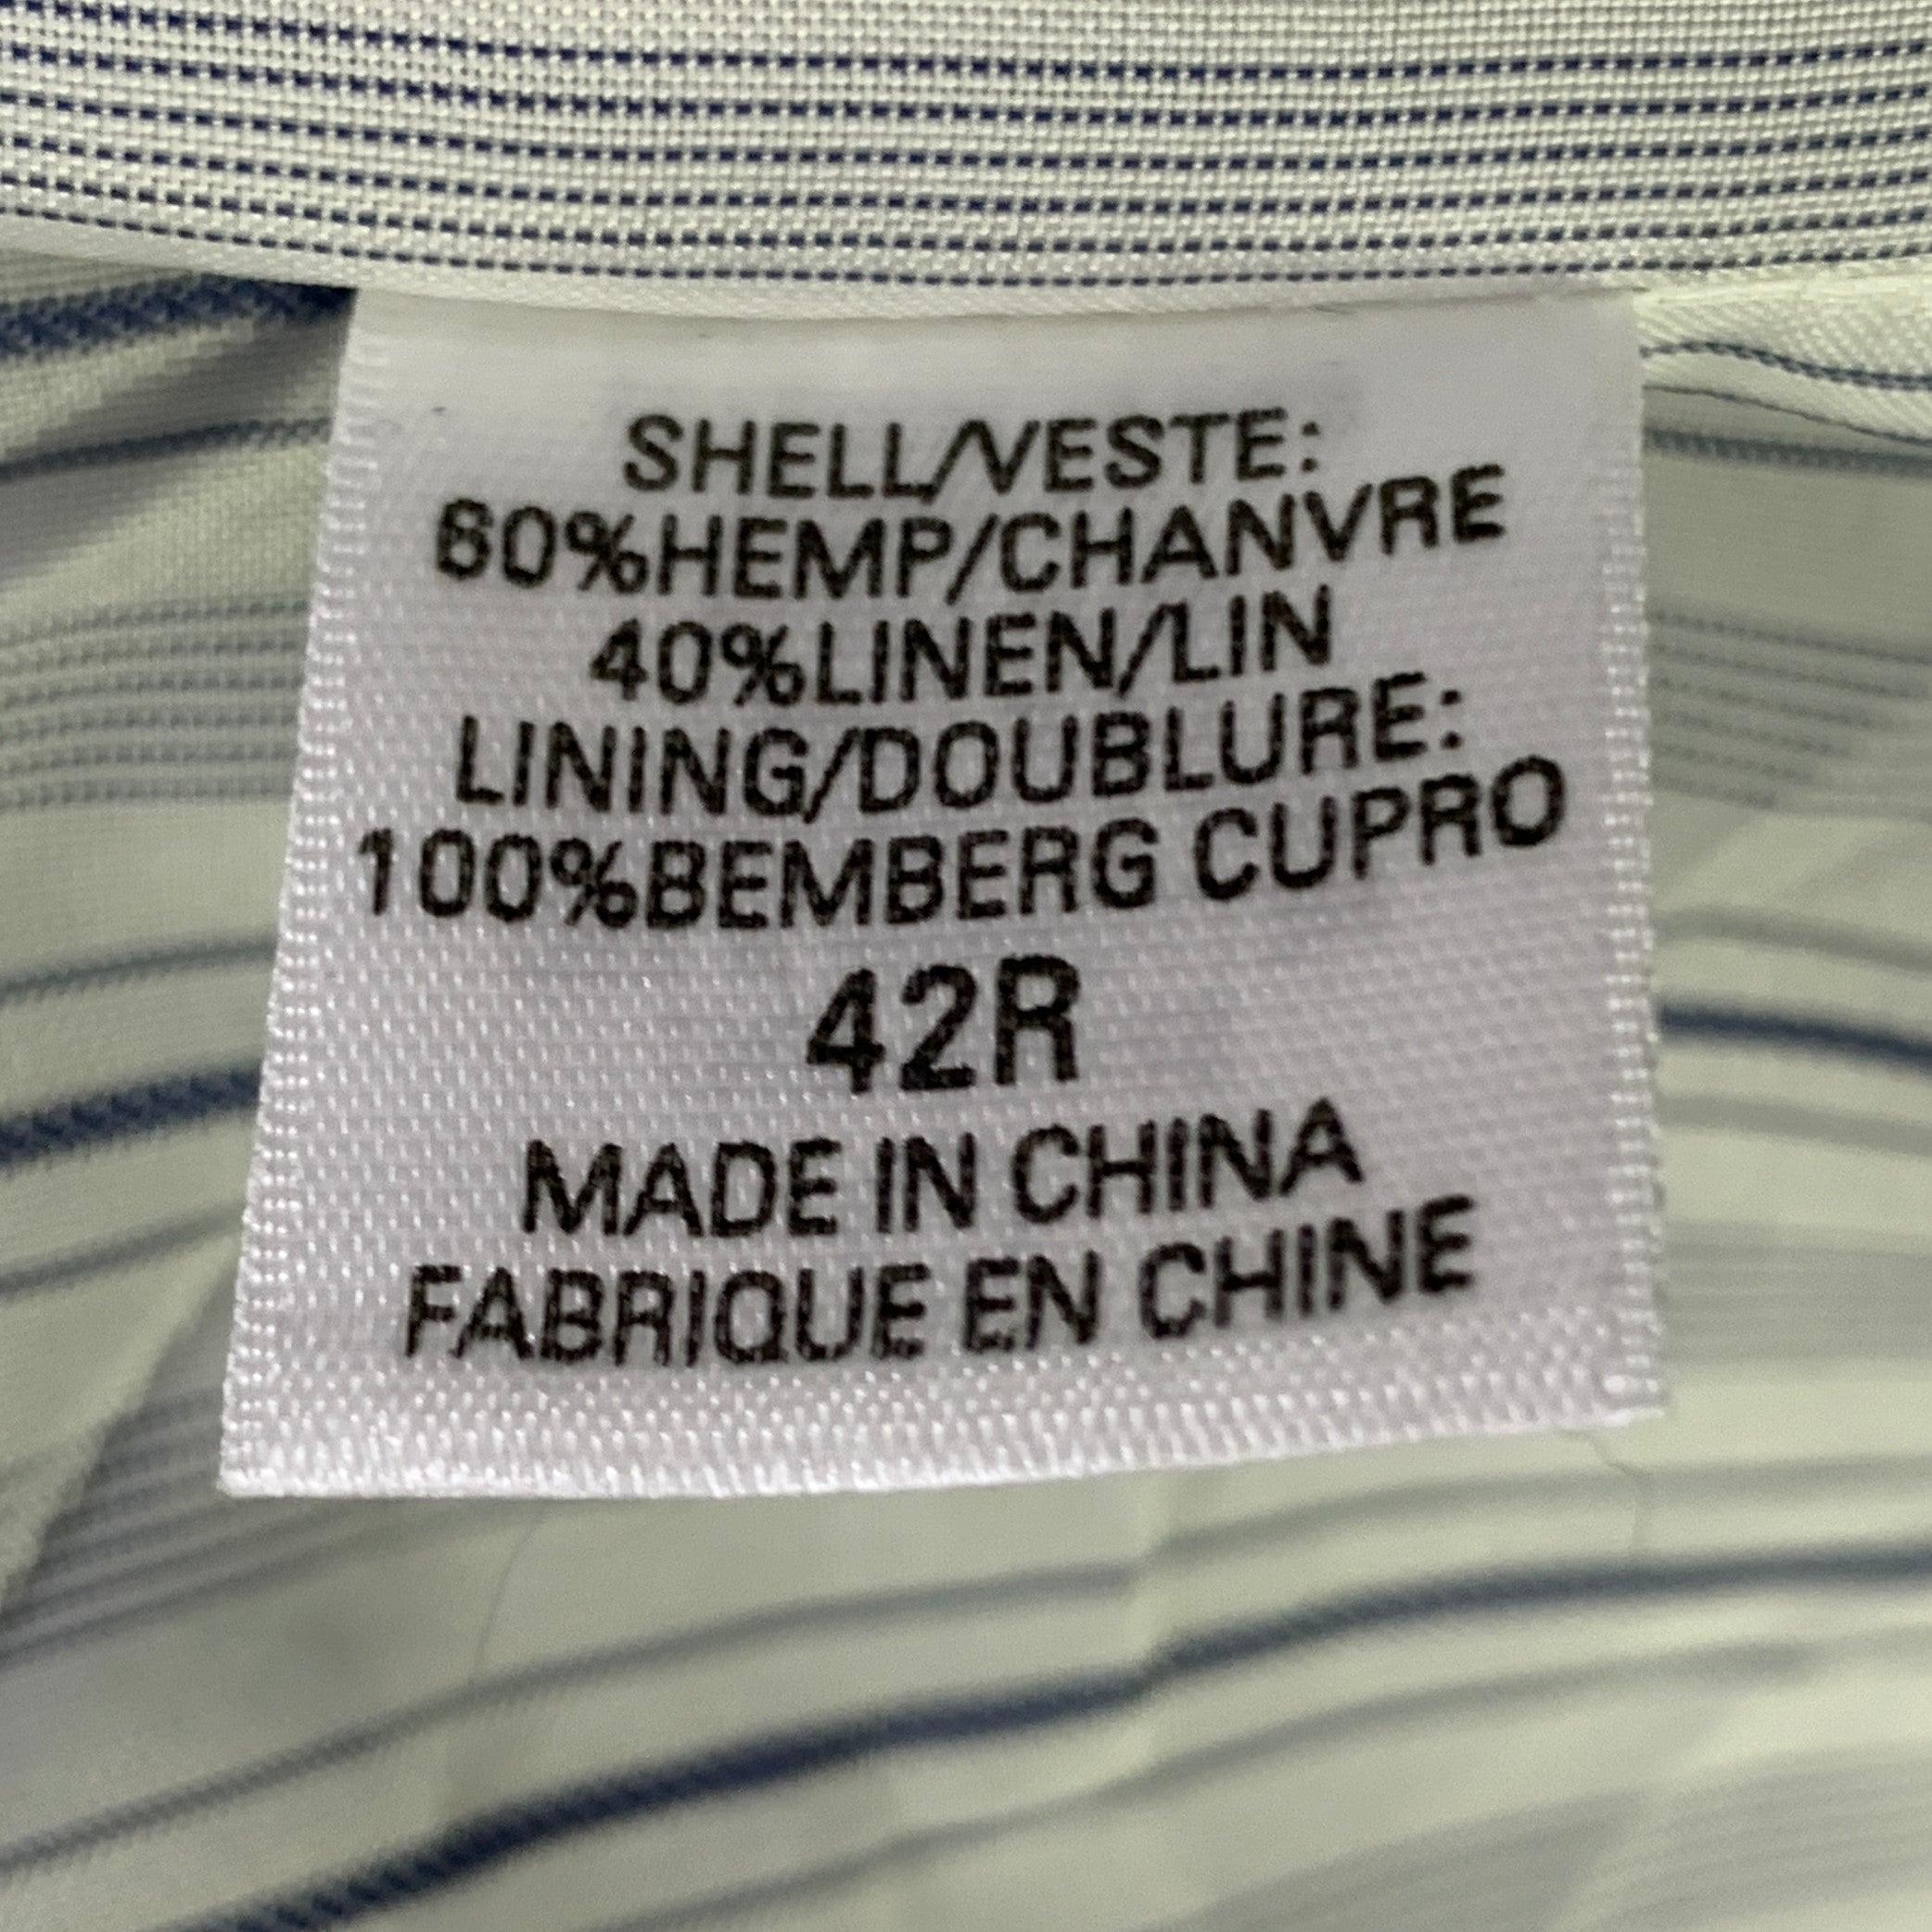 SHELL/VESTE:
60%HEMP/CHANVRE
40%LINEN/LIN
LINING/DOUBLURE:
100%BEMBERG CUPRO
42R
MADE IN CHINA
FABRIQUE EN CHINE